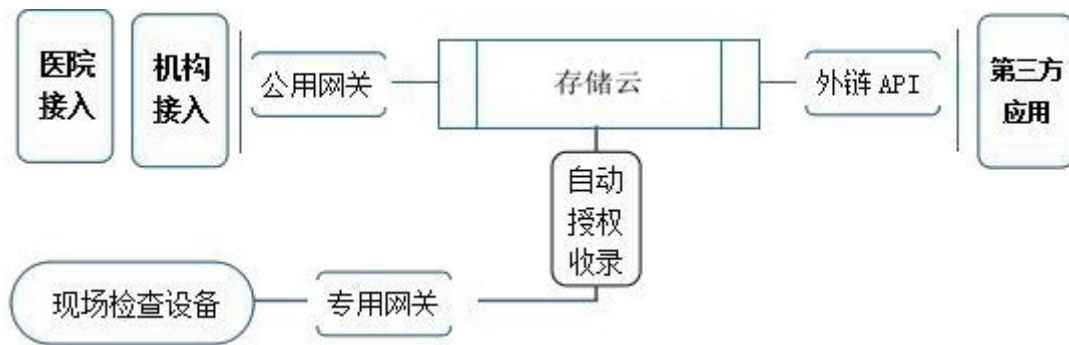 医院
接入
机构
接入
公用网关
存储云
外链 API
第三方
应用
自动
授权
收录
现场检查设备
专用网关